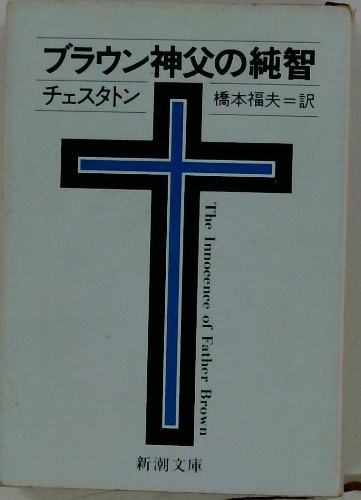 ブラウン神父の純智
チェスタトン
橋本福夫=訳
The Innocence of Father Brown
新潮文庫